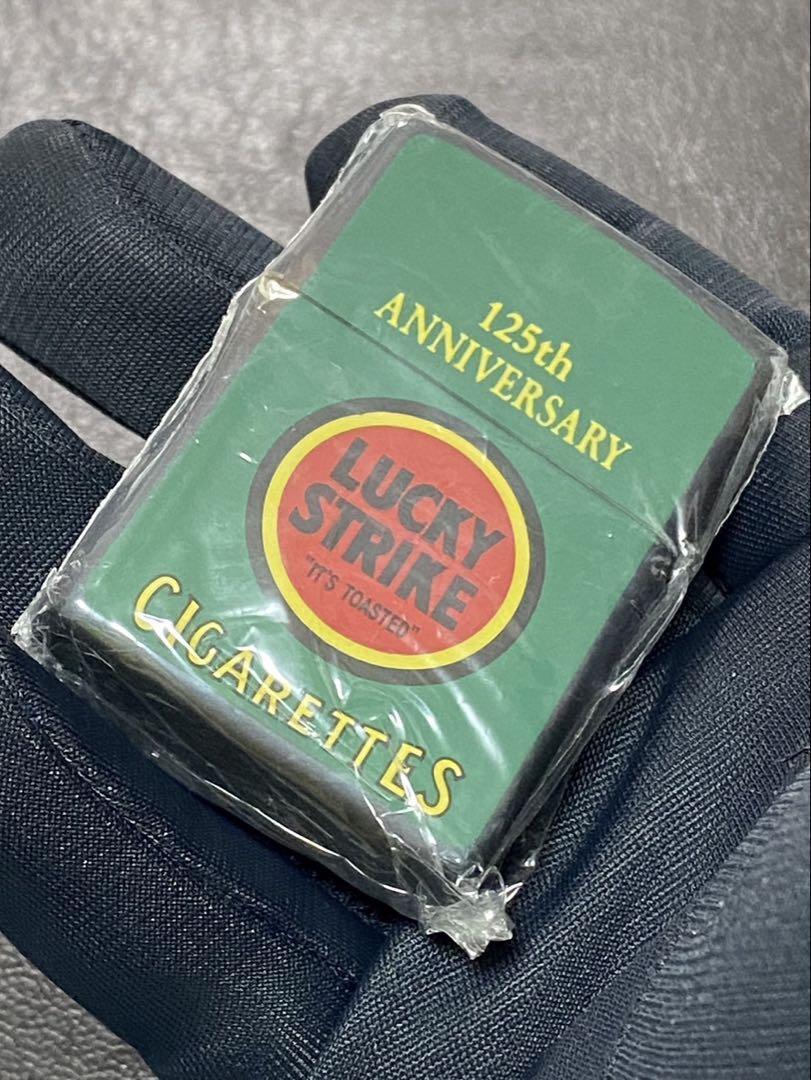 125th
ANNIVERSARY
LUCKY
STRIKE
"IT'S TOASTED"
CIGARETTES